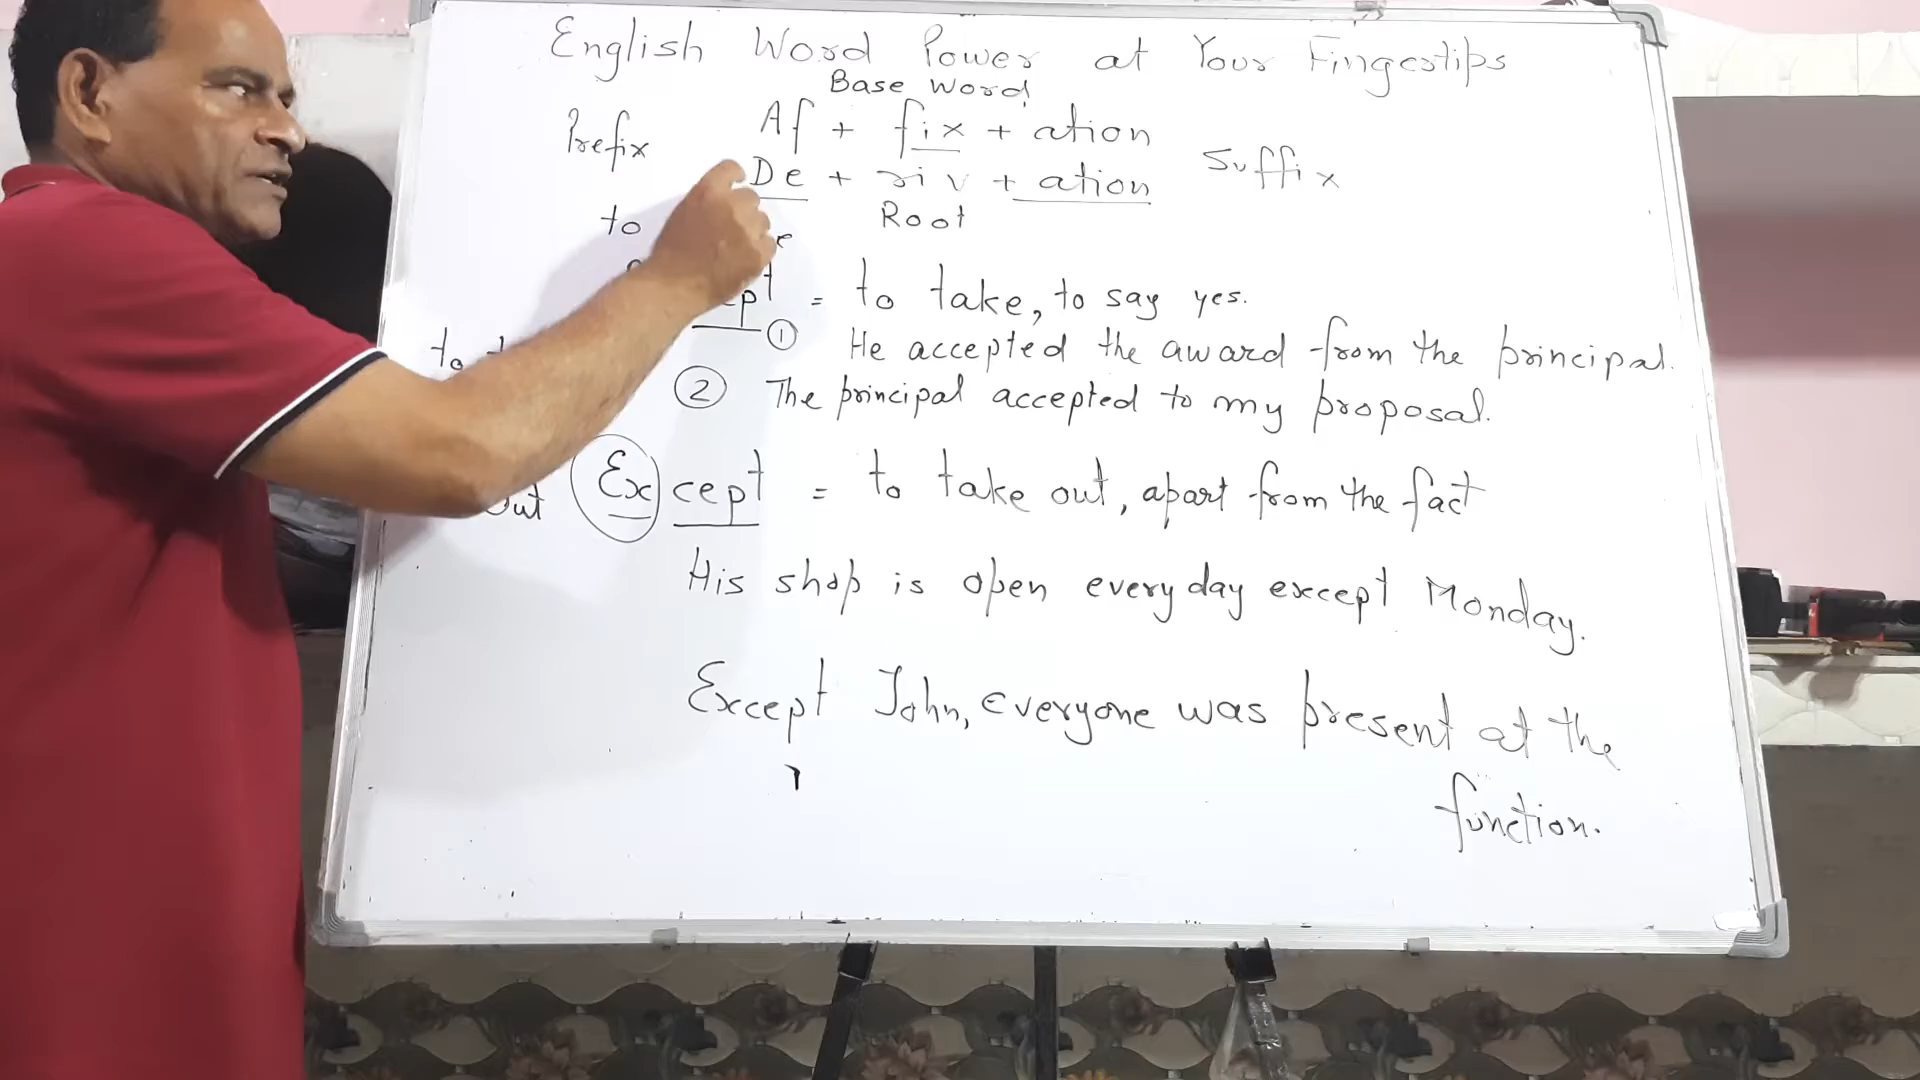 English Word Power at Your Fingertips
Base Word
Prefix Af + fix + ation Suffix
De + riv + ation
to Root
= to take, to say yes.
① He accepted the award from the principal.
to
② The principal accepted to my proposal.
out Except = to take out, apart from the fact
His shop is open every day except Monday.
Except John, everyone was present at the
function.